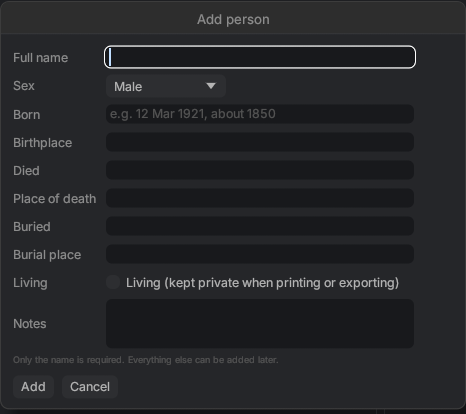 Add person
Full name
Sex Male
Born e.g. 12 Mar 1921, about 1850
Birthplace
Died
Place of death
Buried
Burial place
Living Living (kept private when printing or exporting)
Notes
Only the name is required. Everything else can be added later.
Add Cancel